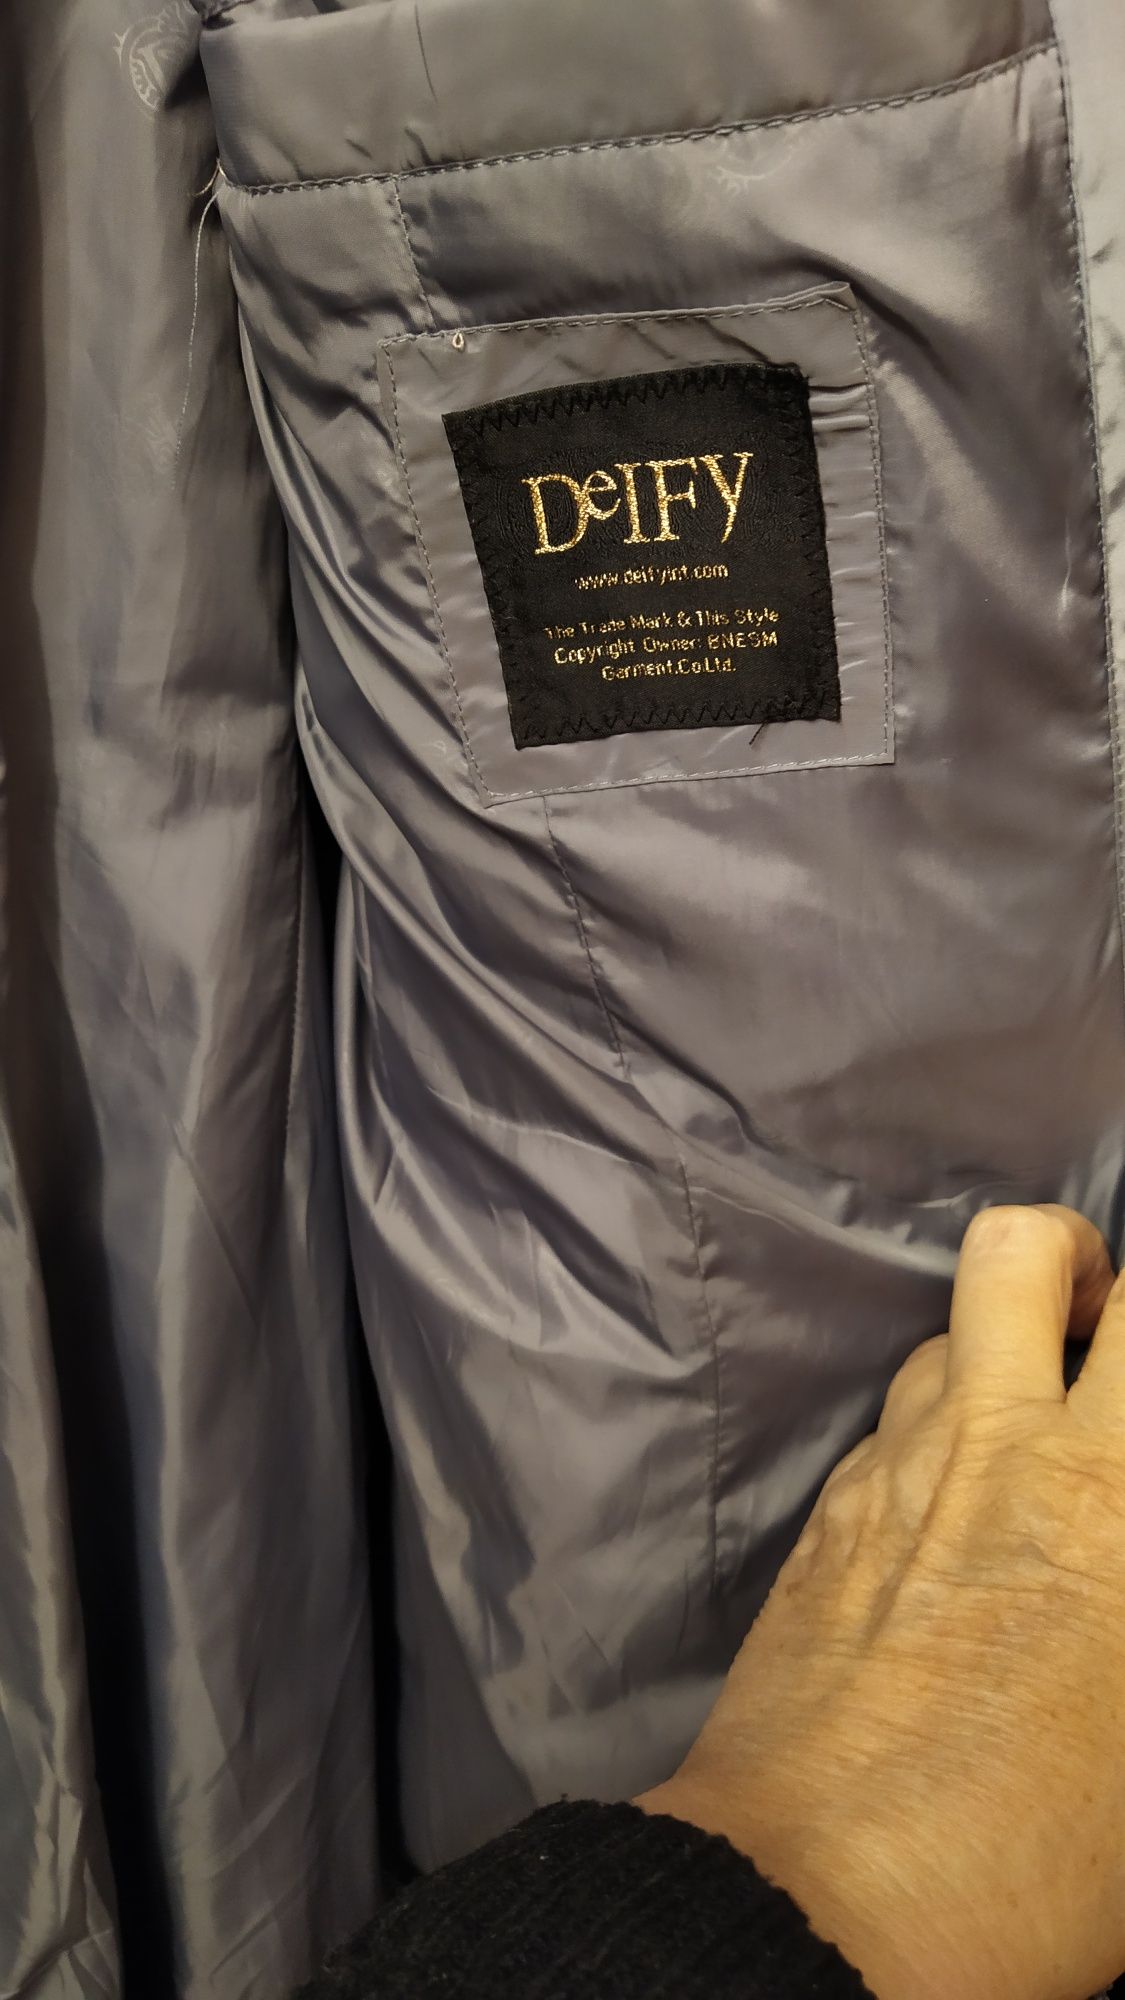 DeIFY
www.deifyint.com
The Trade Mark & This Style
Copyright Owner: BNESM
Garment.Co.Ltd.